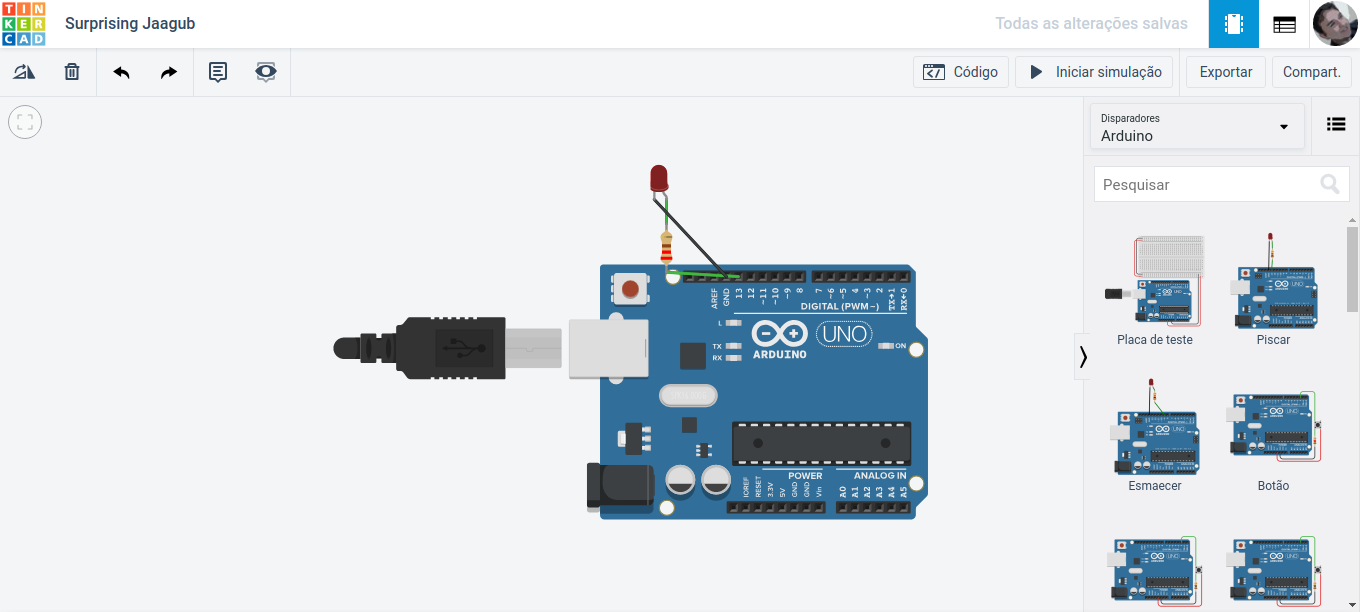 TINKERCAD
Surprising Jaagub
Todas as alterações salvas
Código
Iniciar simulação
Exportar
Compart.
Disparadores
Arduino
Pesquisar
Placa de teste
Piscar
Esmaecer
Botão
AREF
GND
13
12
~11
~10
~9
8
7
~6
~5
4
~3
2
TX→1
RX←0
DIGITAL (PWM~)
L
TX
RX
UNO
ARDUINO
ON
POWER
ANALOG IN
IOREF
RESET
3.3V
5V
GND
GND
Vin
A0
A1
A2
A3
A4
A5